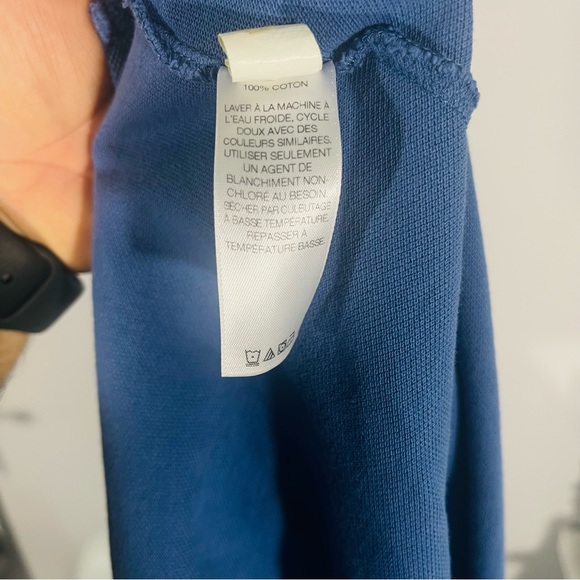 100% COTON
LAVER À LA MACHINE À
L'EAU FROIDE, CYCLE
DOUX AVEC DES
COULEURS SIMILAIRES.
UTILISER SEULEMENT
UN AGENT DE
BLANCHIMENT NON-
CHLORÉ AU BESOIN.
SÉCHER PAR CULBUTAGE
À BASSE TEMPÉRATURE.
REPASSER À
TEMPÉRATURE BASSE.